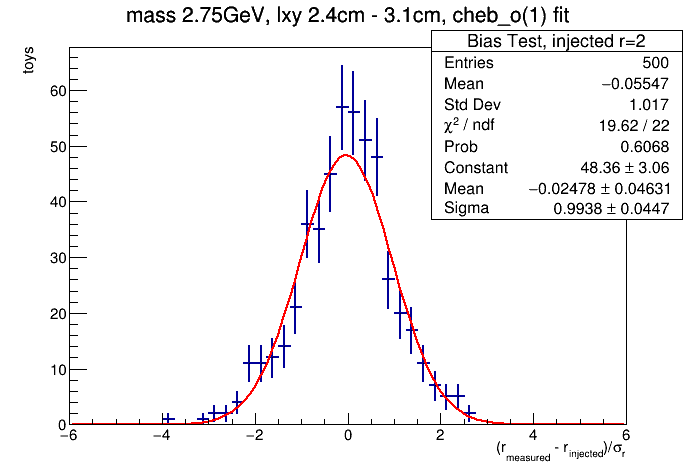 mass 2.75GeV, lxy 2.4cm - 3.1cm, cheb_o(1) fit
Bias Test, injected r=2
Entries 500
Mean −0.05547
Std Dev 1.017
χ² / ndf 19.62 / 22
Prob 0.6068
Constant 48.36 ± 3.06
Mean −0.02478 ± 0.04631
Sigma 0.9938 ± 0.0447
toys
60
50
40
30
20
10
0
−6 −4 −2 0 2 4 6
(r_measured - r_injected)/σ_r